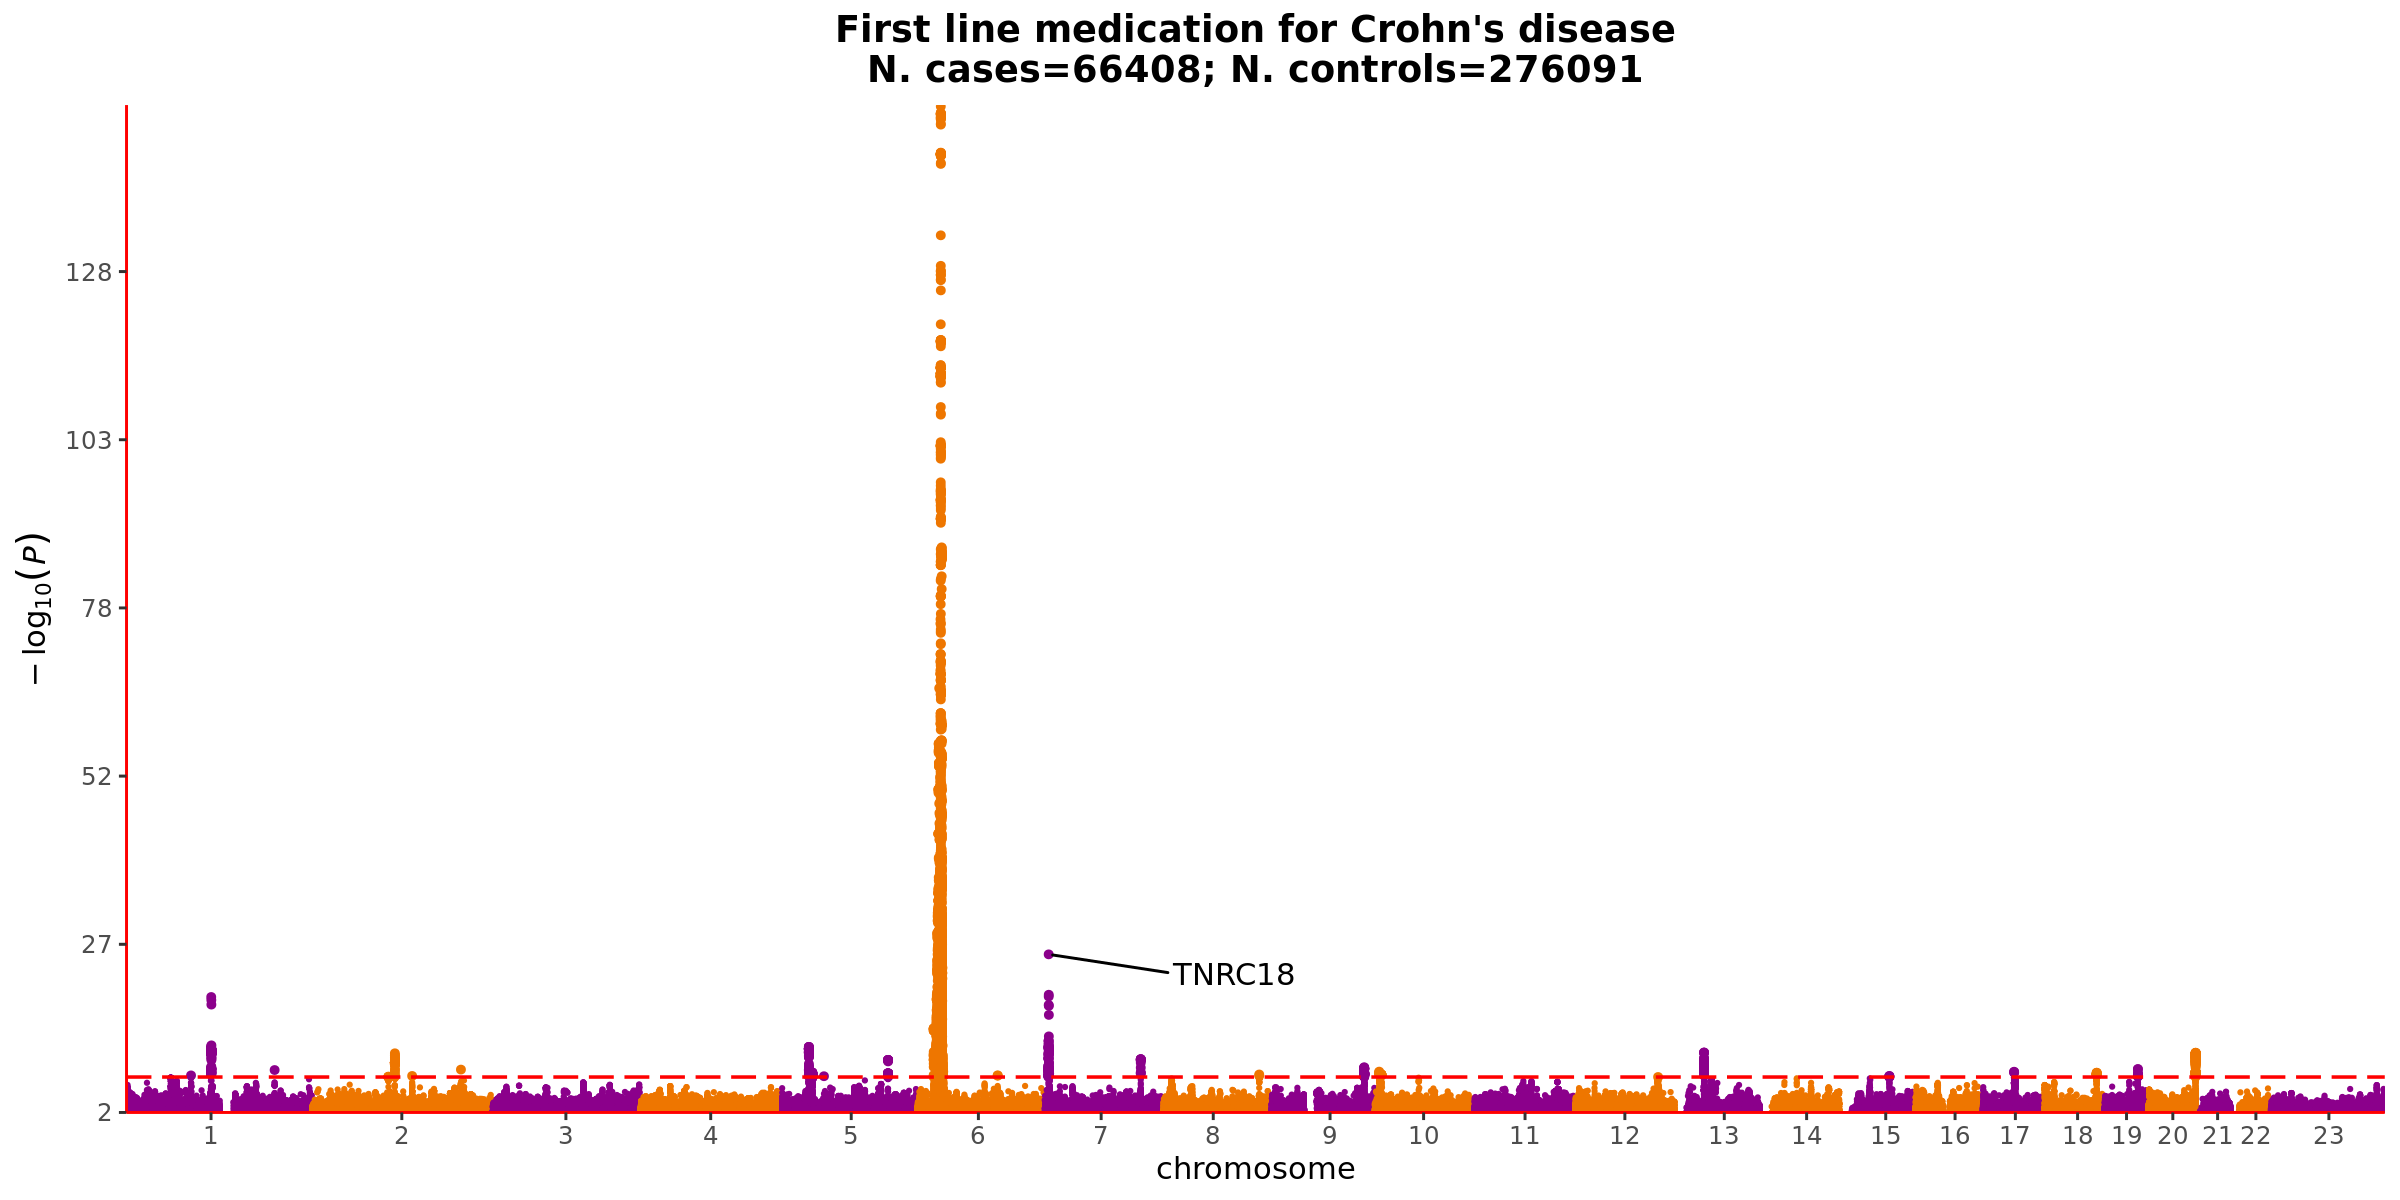 First line medication for Crohn's disease
N. cases=66408; N. controls=276091
128
103
78
52
27
2
−log10(P)
TNRC18
1 2 3 4 5 6 7 8 9 10 11 12 13 14 15 16 17 18 19 20 21 22 23
chromosome